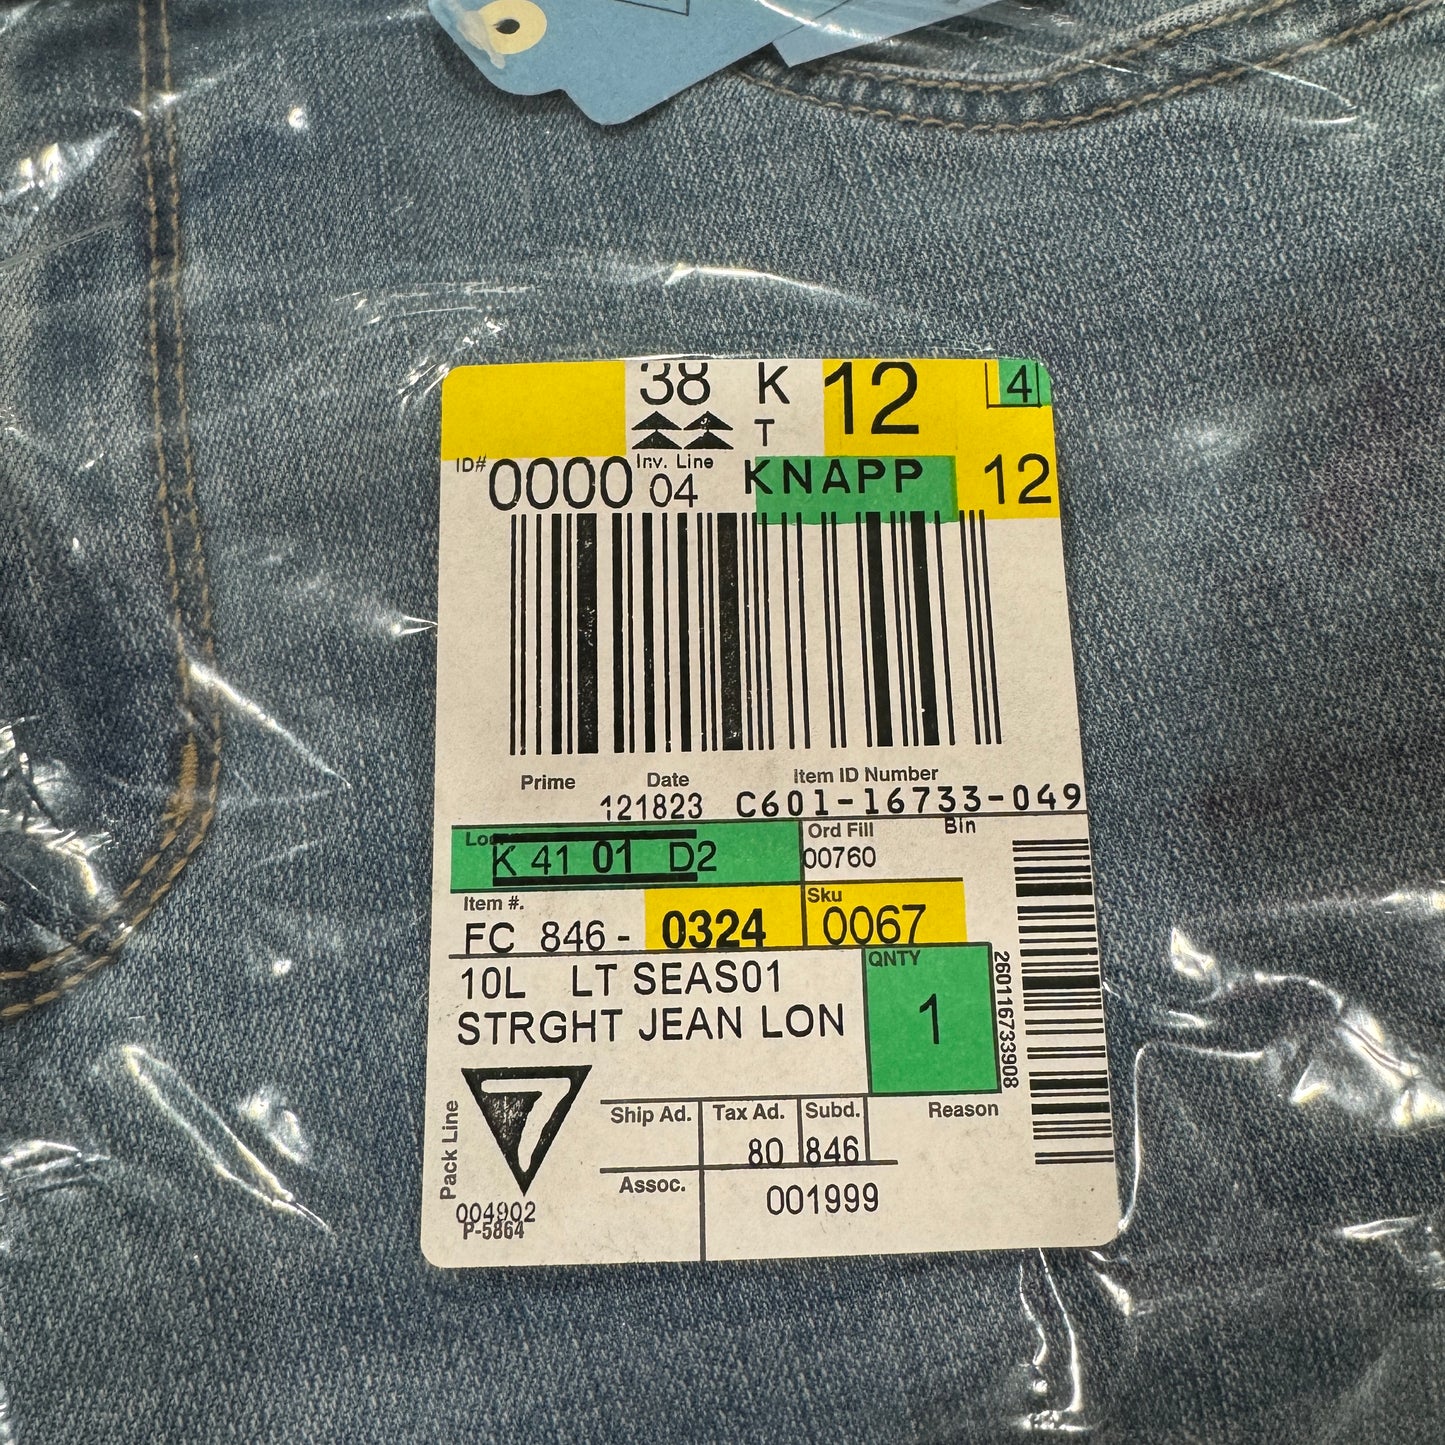 38 K 12 4
T
ID# 0000 Inv. Line 04 KNAPP 12
Prime Date Item ID Number
121823 C601-16733-049
K 41 01 D2 Ord Fill Bin
00760
Item #. Sku
FC 846 - 0324 0067
10L LT SEAS01 QNTY
STRGHT JEAN LON 1
260116733908
Pack Line Ship Ad. Tax Ad. Subd. Reason
80 846
Assoc. 001999
004902
P-5864